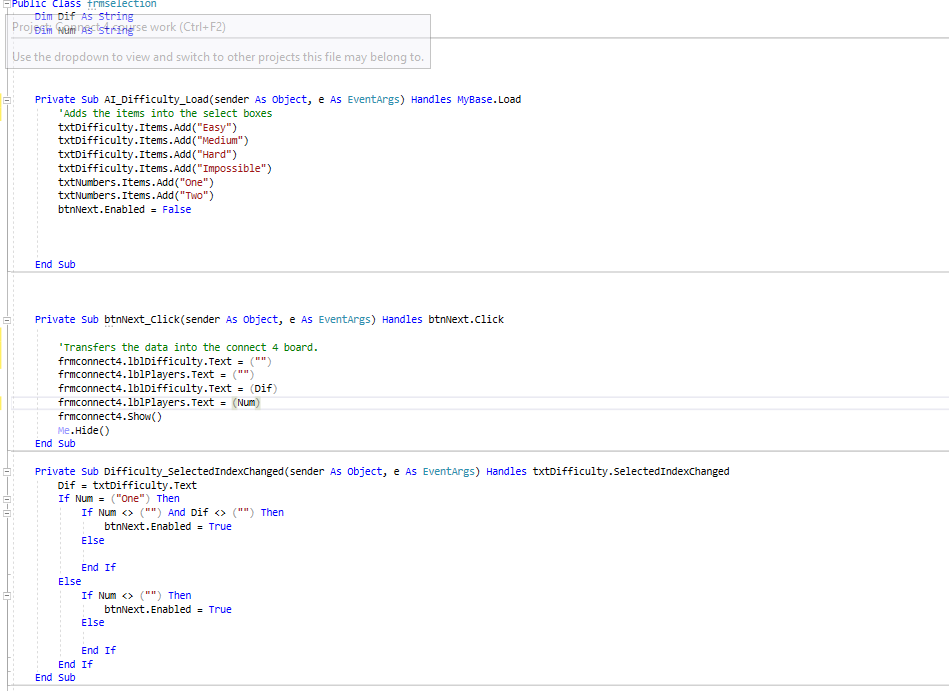 Public Class frmselection
Dim Dif As String
Project: Connect 4 course work (Ctrl+F2)
Dim Num As String
Use the dropdown to view and switch to other projects this file may belong to.
Private Sub AI_Difficulty_Load(sender As Object, e As EventArgs) Handles MyBase.Load
'Adds the items into the select boxes
txtDifficulty.Items.Add("Easy")
txtDifficulty.Items.Add("Medium")
txtDifficulty.Items.Add("Hard")
txtDifficulty.Items.Add("Impossible")
txtNumbers.Items.Add("One")
txtNumbers.Items.Add("Two")
btnNext.Enabled = False
End Sub
Private Sub btnNext_Click(sender As Object, e As EventArgs) Handles btnNext.Click
'Transfers the data into the connect 4 board.
frmconnect4.lblDifficulty.Text = ("")
frmconnect4.lblPlayers.Text = ("")
frmconnect4.lblDifficulty.Text = (Dif)
frmconnect4.lblPlayers.Text = (Num)
frmconnect4.Show()
Me.Hide()
End Sub
Private Sub Difficulty_SelectedIndexChanged(sender As Object, e As EventArgs) Handles txtDifficulty.SelectedIndexChanged
Dif = txtDifficulty.Text
If Num = ("One") Then
If Num <> ("") And Dif <> ("") Then
btnNext.Enabled = True
Else
End If
Else
If Num <> ("") Then
btnNext.Enabled = True
Else
End If
End If
End Sub